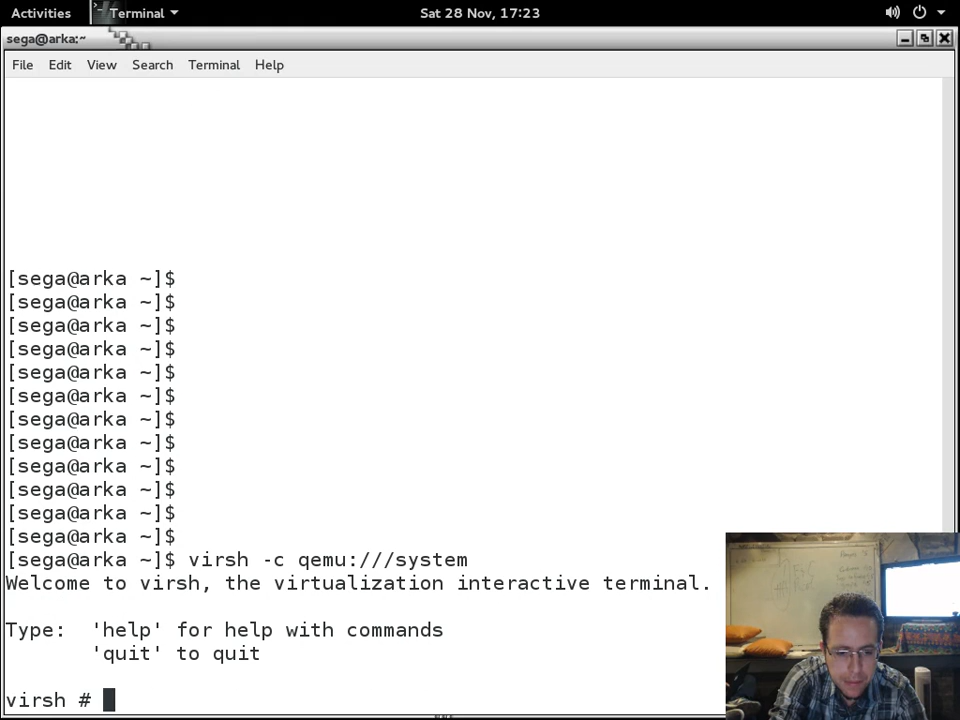 Activities Terminal Sat 28 Nov, 17:23
sega@arka:~
File Edit View Search Terminal Help
[sega@arka ~]$
[sega@arka ~]$
[sega@arka ~]$
[sega@arka ~]$
[sega@arka ~]$
[sega@arka ~]$
[sega@arka ~]$
[sega@arka ~]$
[sega@arka ~]$
[sega@arka ~]$
[sega@arka ~]$
[sega@arka ~]$
[sega@arka ~]$ virsh -c qemu:///system
Welcome to virsh, the virtualization interactive terminal.
Type:  'help' for help with commands
'quit' to quit
virsh #